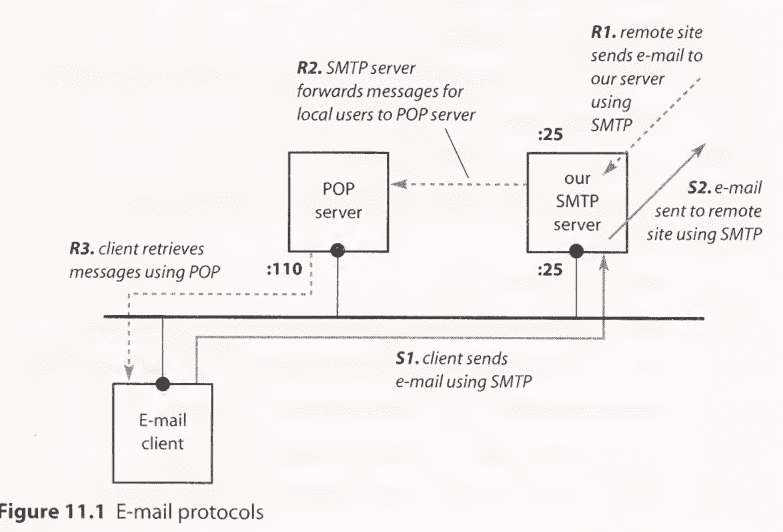 R1. remote site
sends e-mail to
our server
using
SMTP
R2. SMTP server
forwards messages for
local users to POP server
:25
POP
server
our
SMTP
server
S2. e-mail
sent to remote
site using SMTP
R3. client retrieves
messages using POP
:110
:25
S1. client sends
e-mail using SMTP
E-mail
client
Figure 11.1 E-mail protocols